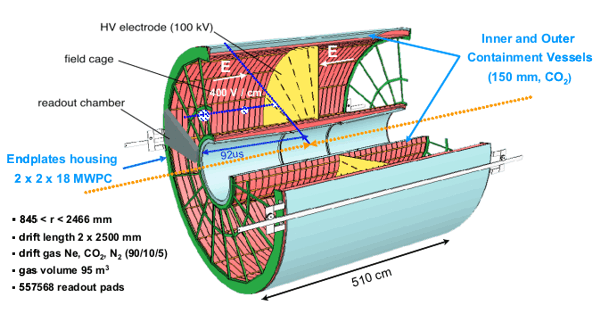 HV electrode (100 kV)
field cage
readout chamber
E
E
400 V / cm
92us
Inner and Outer
Containment Vessels
(150 mm, CO₂)
Endplates housing
2 x 2 x 18 MWPC
▪ 845 < r < 2466 mm
▪ drift length 2 x 2500 mm
▪ drift gas Ne, CO₂, N₂ (90/10/5)
▪ gas volume 95 m³
▪ 557568 readout pads
510 cm